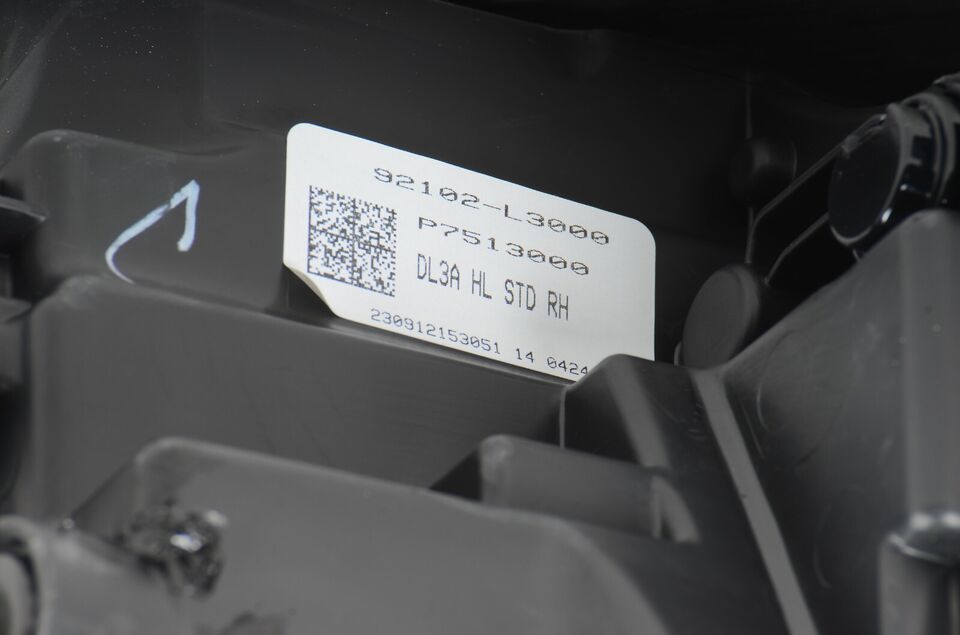 92102-L3000
P7513000
DL3A HL STD RH
230912153051 14 0424